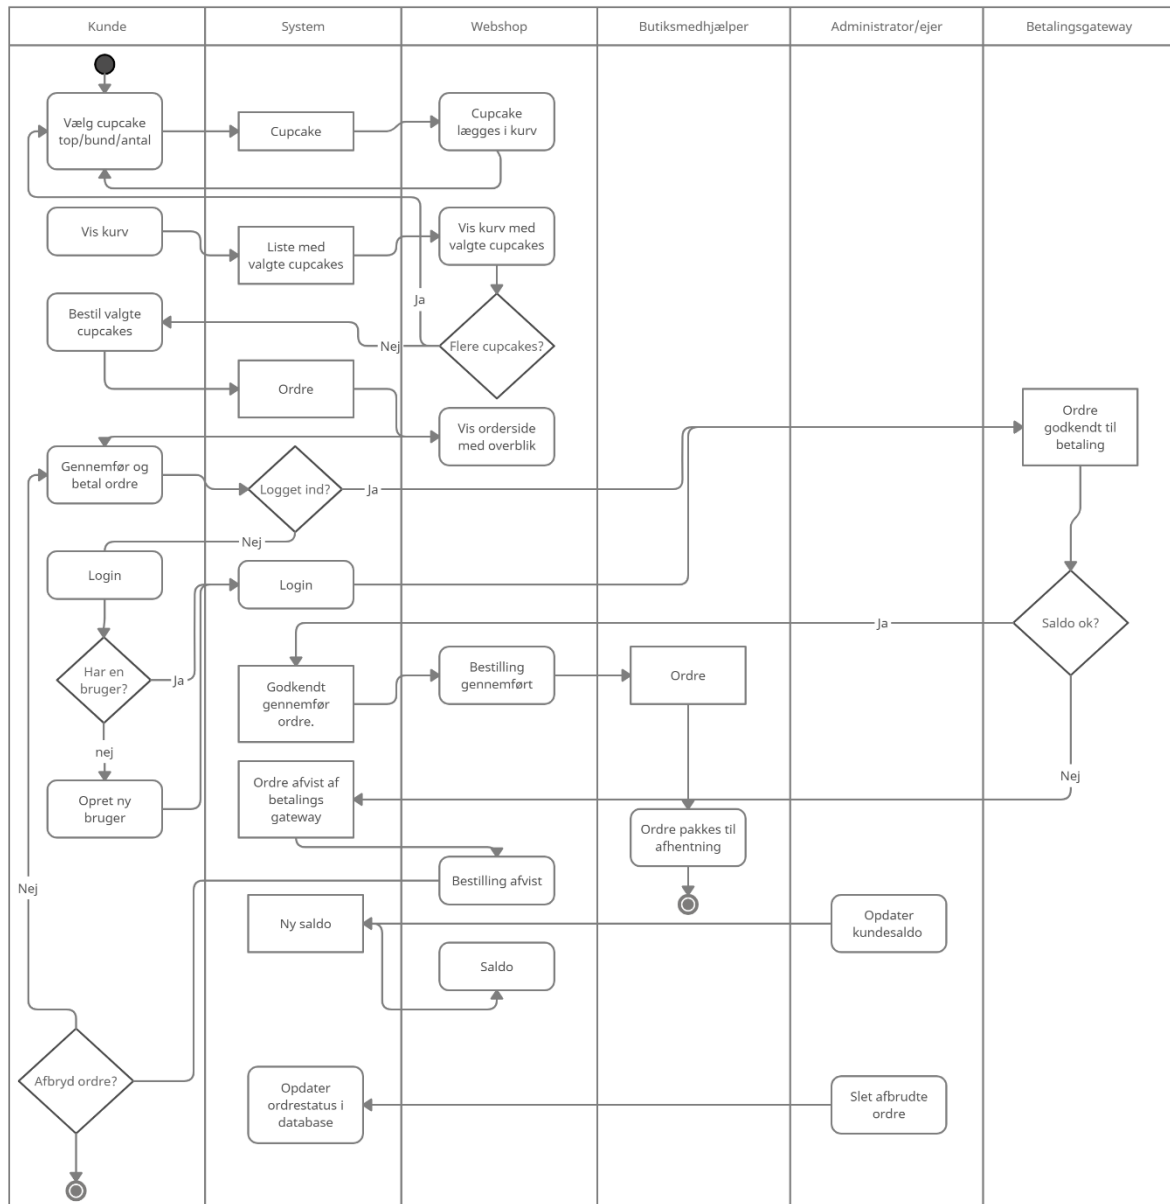 Kunde
System
Webshop
Butiksmedhjælper
Administrator/ejer
Betalingsgateway
Vælg cupcake
top/bund/antal
Cupcake
Cupcake
lægges i kurv
Vis kurv
Liste med
valgte cupcakes
Vis kurv med
valgte cupcakes
Ja
Bestil valgte
cupcakes
Nej
Flere cupcakes?
Ordre
Vis orderside
med overblik
Ordre
godkendt til
betaling
Gennemfør og
betal ordre
Logget ind?
Ja
Nej
Login
Login
Saldo ok?
Ja
Har en
bruger?
Ja
Godkendt
gennemfør
ordre.
Bestilling
gennemført
Ordre
nej
Nej
Opret ny
bruger
Ordre afvist af
betalings
gateway
Ordre pakkes til
afhentning
Bestilling afvist
Nej
Ny saldo
Opdater
kundesaldo
Saldo
Afbryd ordre?
Opdater
ordrestatus i
database
Slet afbrudte
ordre